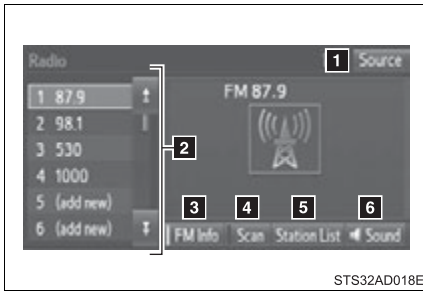 Radio
1 Source
1 87.9
FM 87.9
2 98.1
2
3 530
4 1000
3 4 5 6
5 (add new)
6 (add new)
FM Info Scan Station List Sound
STS32AD018E